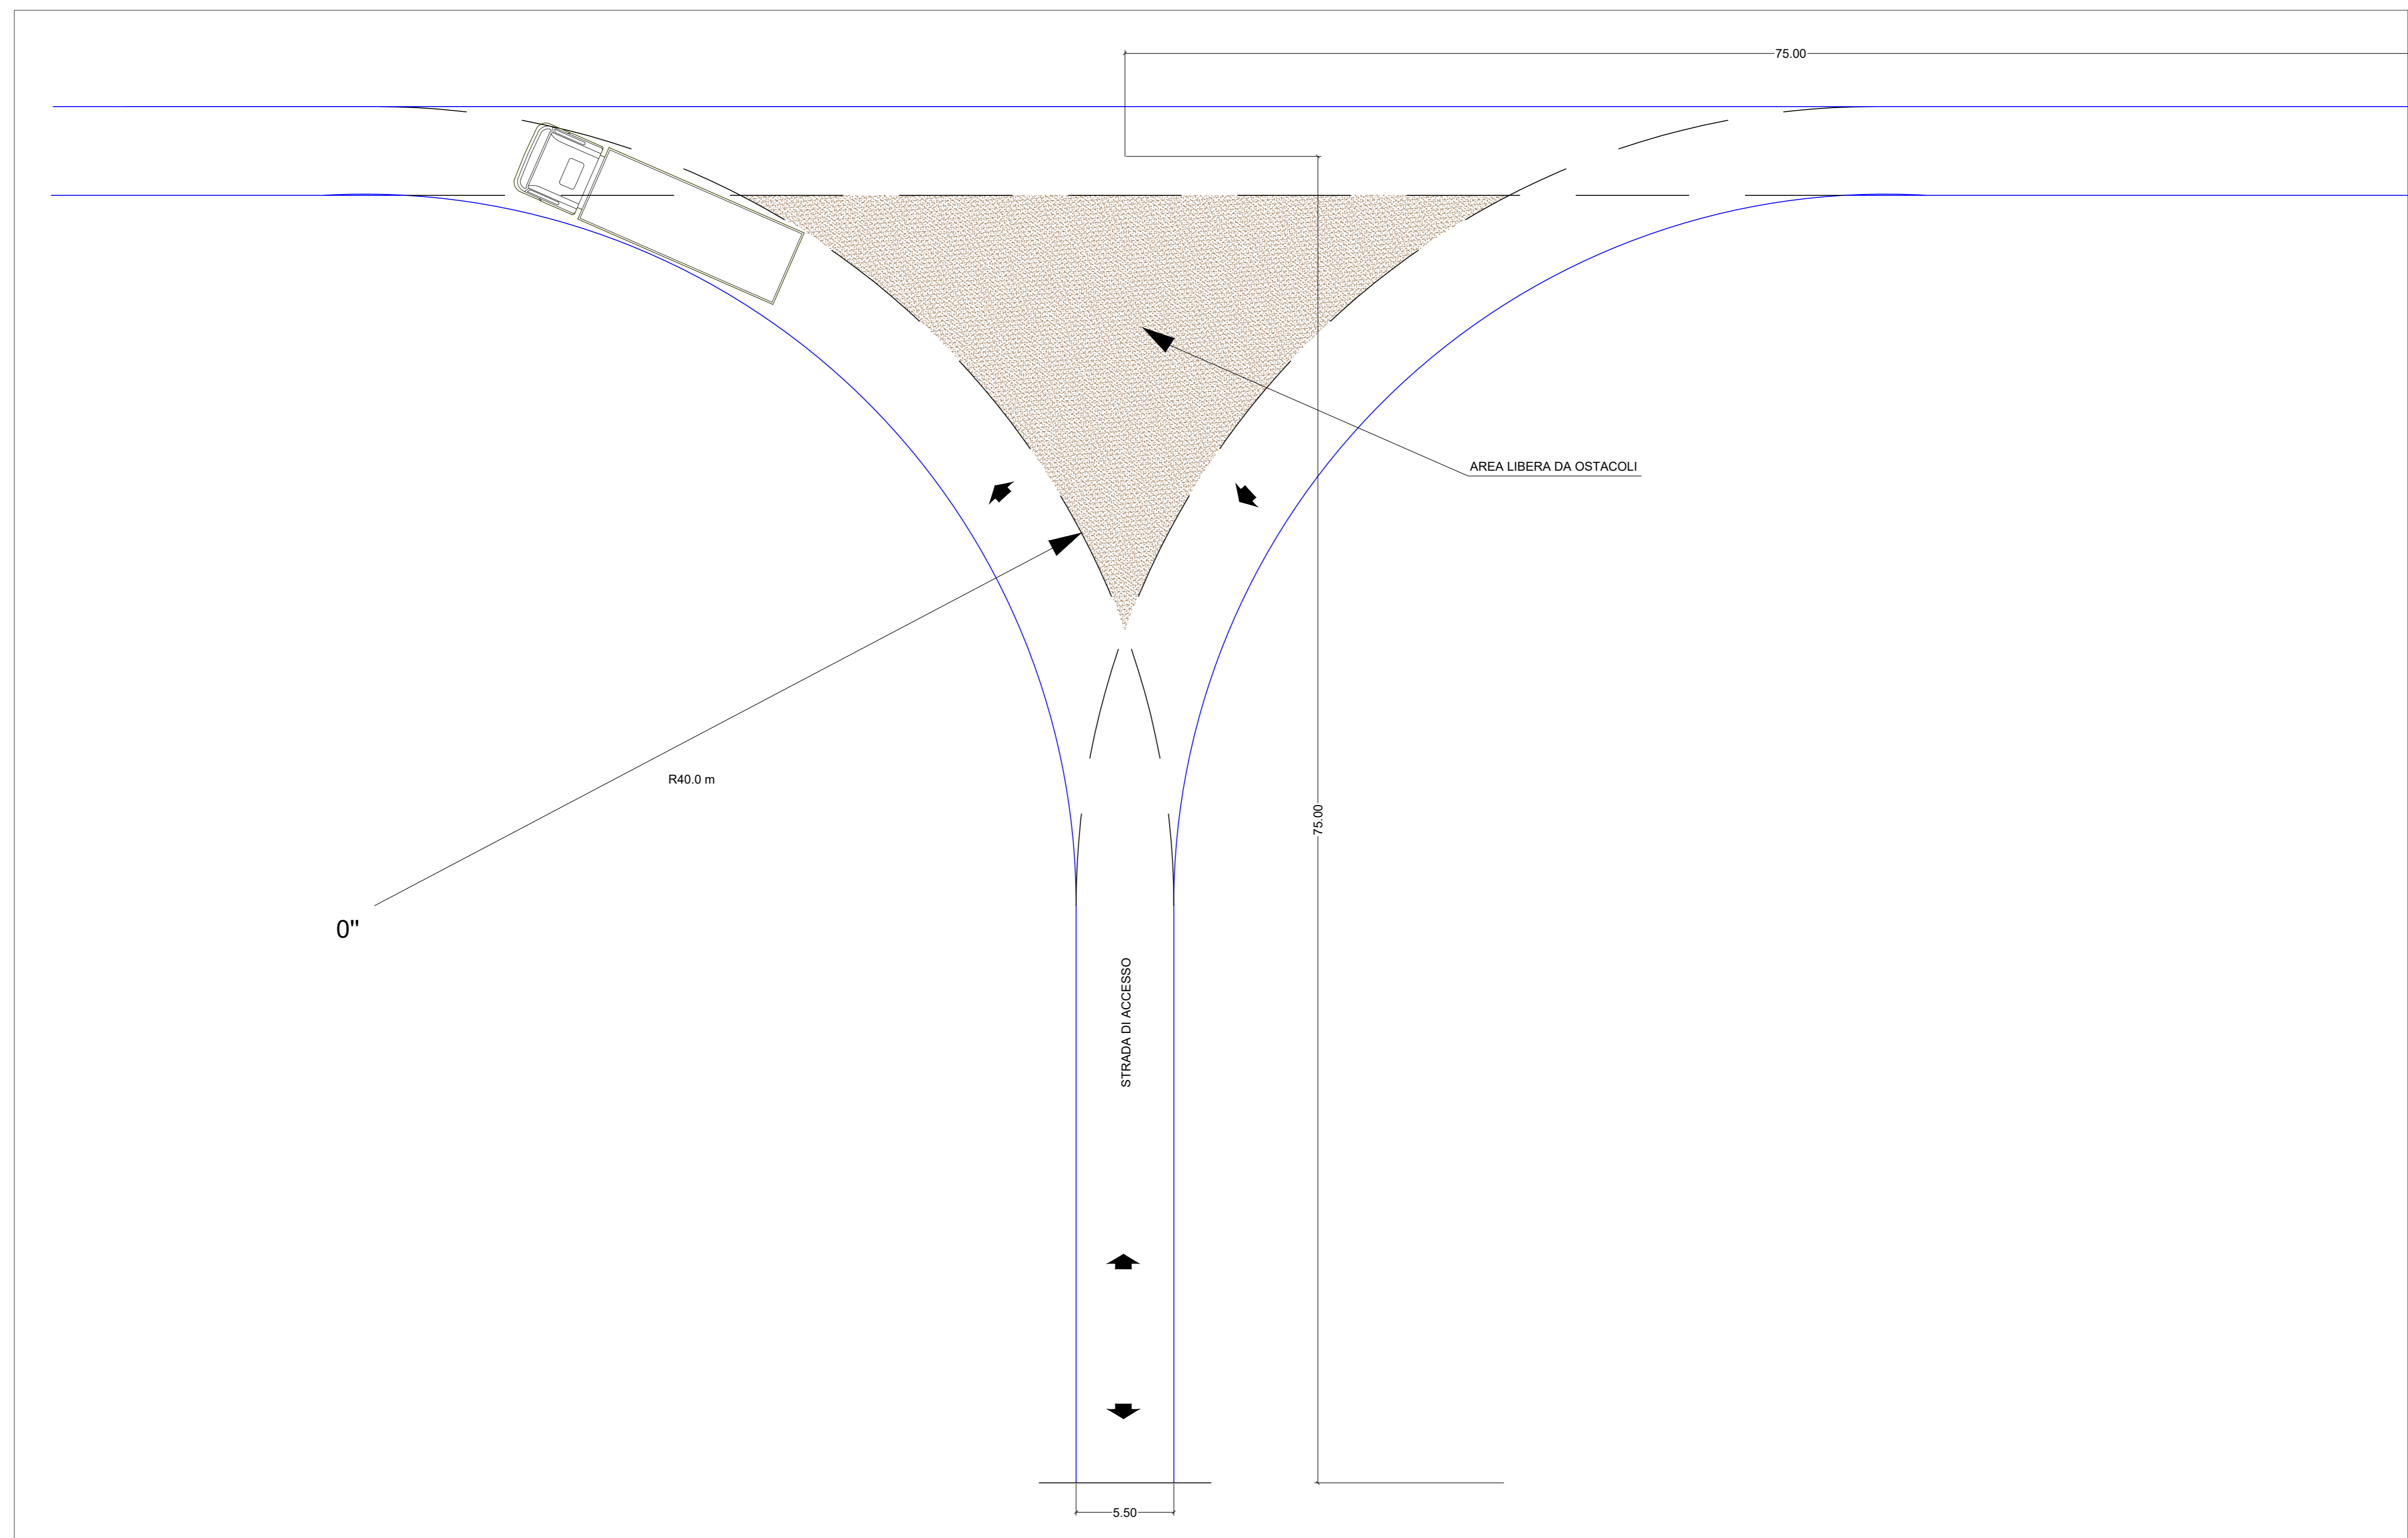 75.00
AREA LIBERA DA OSTACOLI
R40.0 m
75.00
0"
STRADA DI ACCESSO
5.50